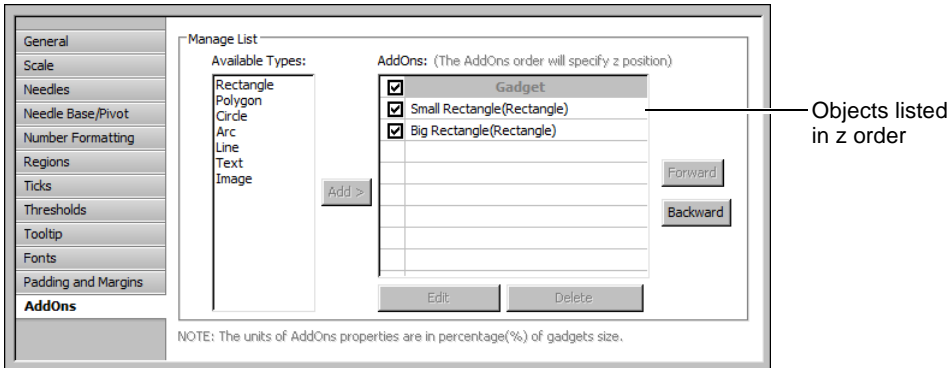 General
Scale
Needles
Needle Base/Pivot
Number Formatting
Regions
Ticks
Thresholds
Tooltip
Fonts
Padding and Margins
AddOns
Manage List
Available Types:
Rectangle
Polygon
Circle
Arc
Line
Text
Image
Add >
AddOns: (The AddOns order will specify z position)
Gadget
Small Rectangle(Rectangle)
Big Rectangle(Rectangle)
Forward
Backward
Edit
Delete
NOTE: The units of AddOns properties are in percentage(%) of gadgets size.
Objects listed
in z order